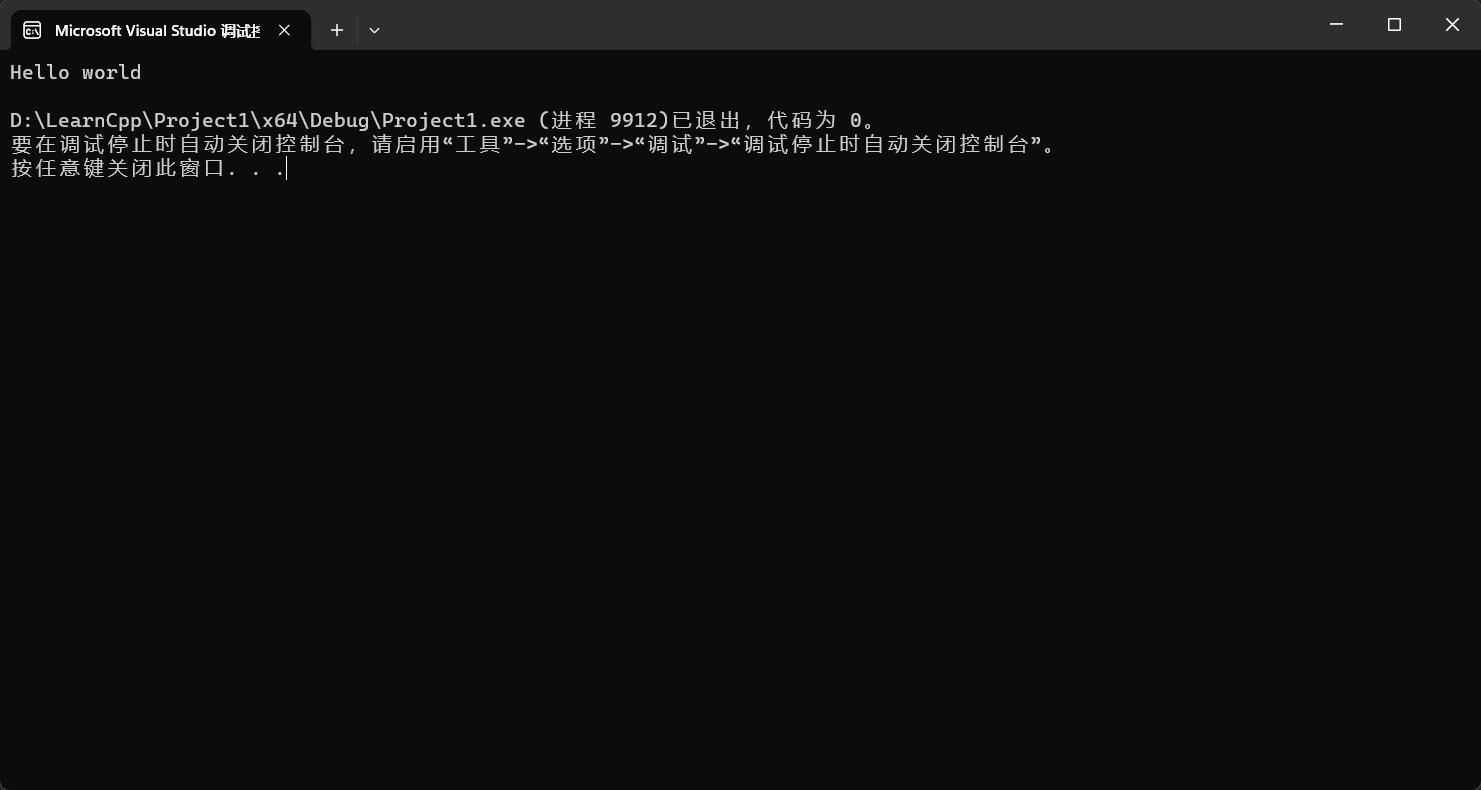 Microsoft Visual Studio 调试
Hello world
D:\LearnCpp\Project1\x64\Debug\Project1.exe (进程 9912)已退出，代码为 0。
要在调试停止时自动关闭控制台，请启用“工具”->“选项”->“调试”->“调试停止时自动关闭控制台”。
按任意键关闭此窗口. . .